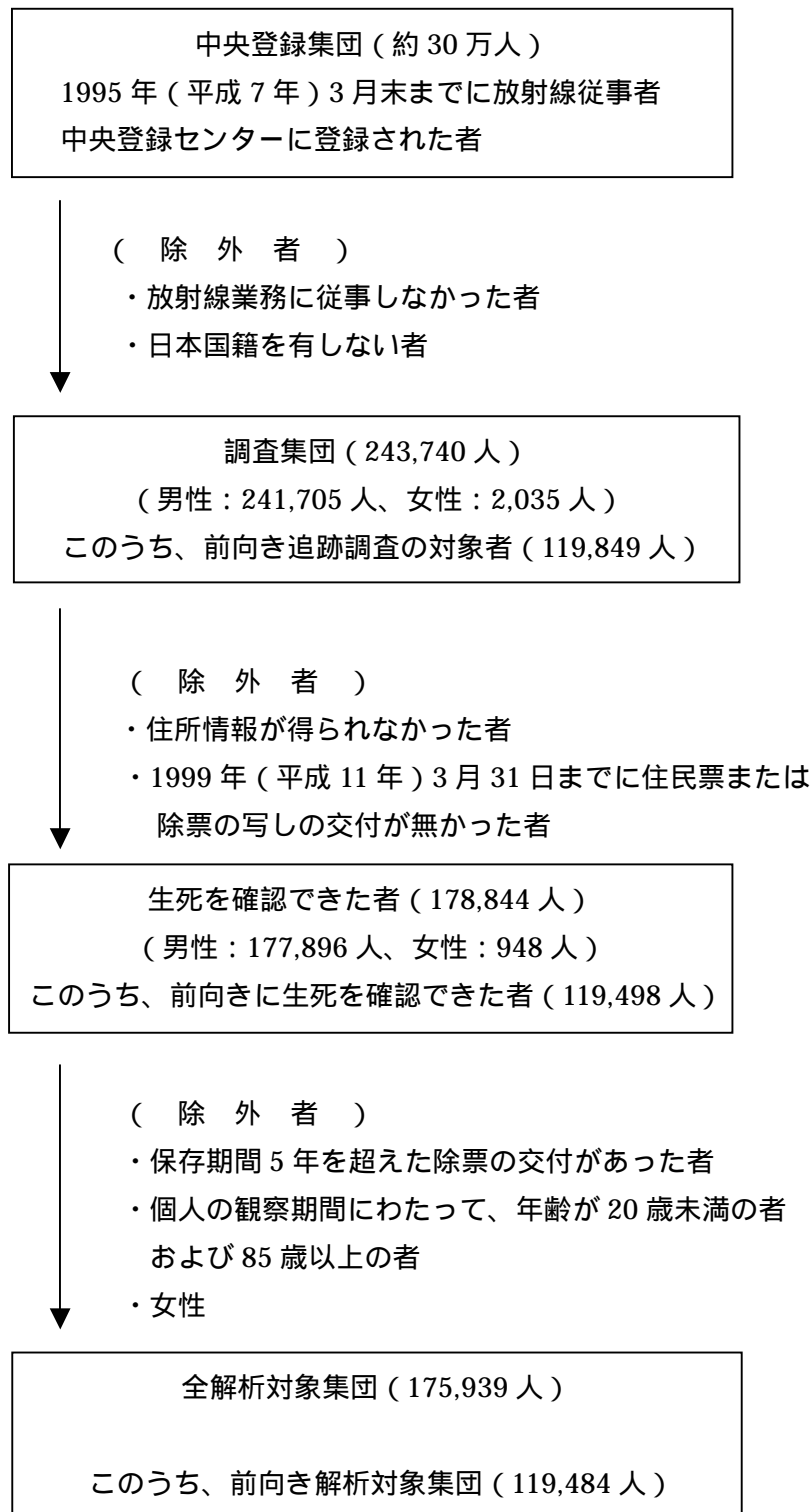 中央登録集団(約 30 万人)
1995 年(平成 7 年)3 月末までに放射線従事者
中央登録センターに登録された者
( 除 外 者 )
・放射線業務に従事しなかった者
・日本国籍を有しない者
調査集団(243,740 人)
(男性:241,705 人、女性:2,035 人)
このうち、前向き追跡調査の対象者(119,849 人)
( 除 外 者 )
・住所情報が得られなかった者
・1999 年(平成 11 年)3 月 31 日までに住民票または
除票の写しの交付が無かった者
生死を確認できた者(178,844 人)
(男性:177,896 人、女性:948 人)
このうち、前向きに生死を確認できた者(119,498 人)
( 除 外 者 )
・保存期間 5 年を超えた除票の交付があった者
・個人の観察期間にわたって、年齢が 20 歳未満の者
および 85 歳以上の者
・女性
全解析対象集団(175,939 人)
このうち、前向き解析対象集団(119,484 人)